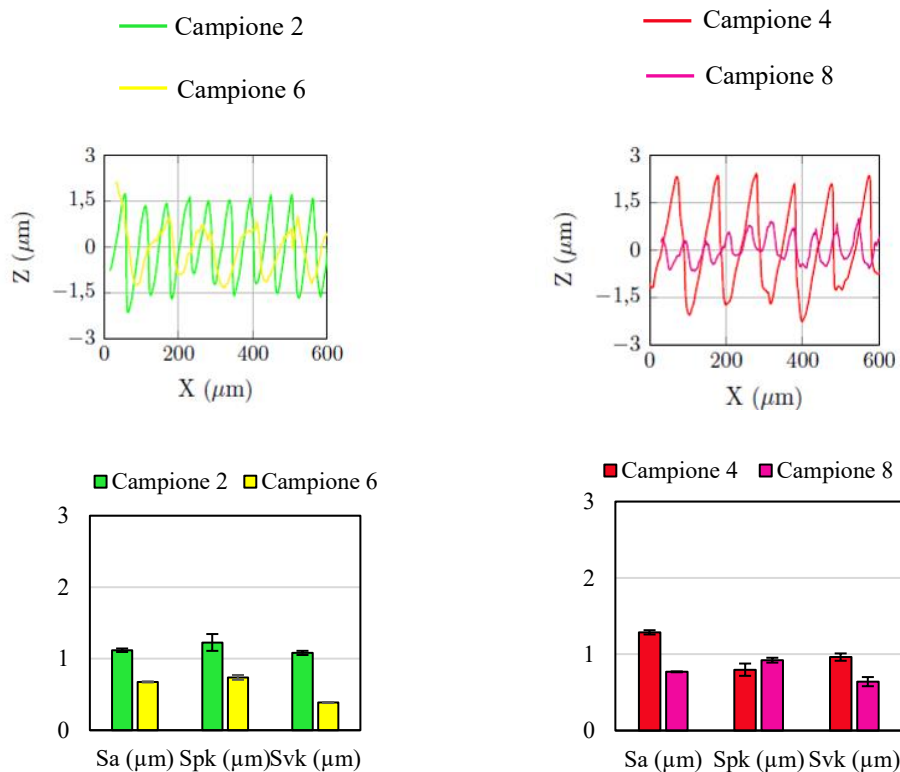 Campione 2
Campione 4
Campione 6
Campione 8
3
1,5
0
−1,5
−3
Z (μm)
0
200
400
600
X (μm)
3
1,5
0
−1,5
−3
Z (μm)
0
200
400
600
X (μm)
Campione 2 Campione 6
3
2
1
0
Sa (μm) Spk (μm) Svk (μm)
Campione 4 Campione 8
3
2
1
0
Sa (μm) Spk (μm) Svk (μm)